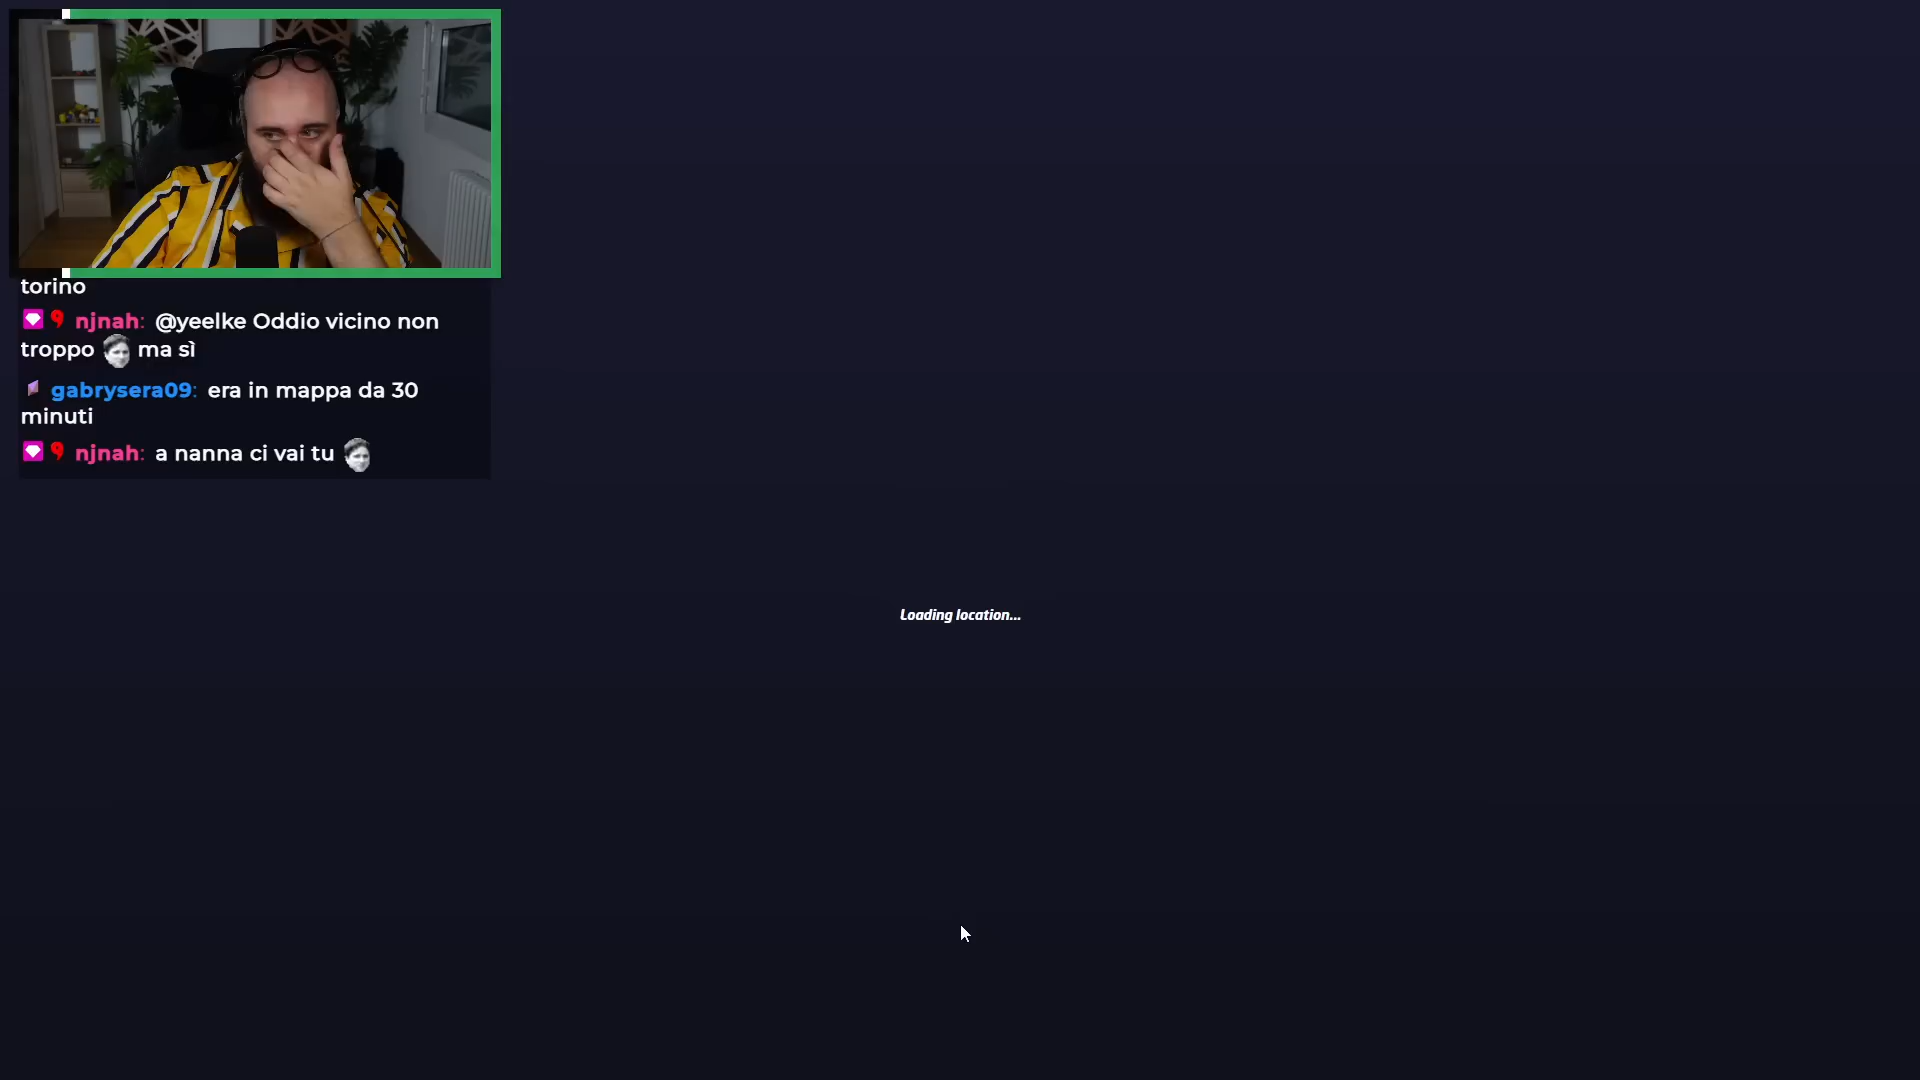 torino
njnah: @yeelke Oddio vicino non
troppo ma sì
gabrysera09: era in mappa da 30
minuti
njnah: a nanna ci vai tu
Loading location...